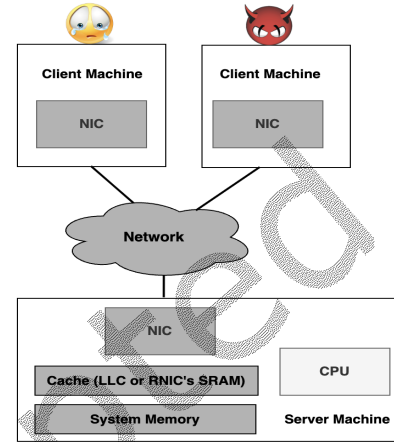 Client Machine
Client Machine
NIC
NIC
Network
NIC
Cache (LLC or RNIC's SRAM)
CPU
System Memory
Server Machine